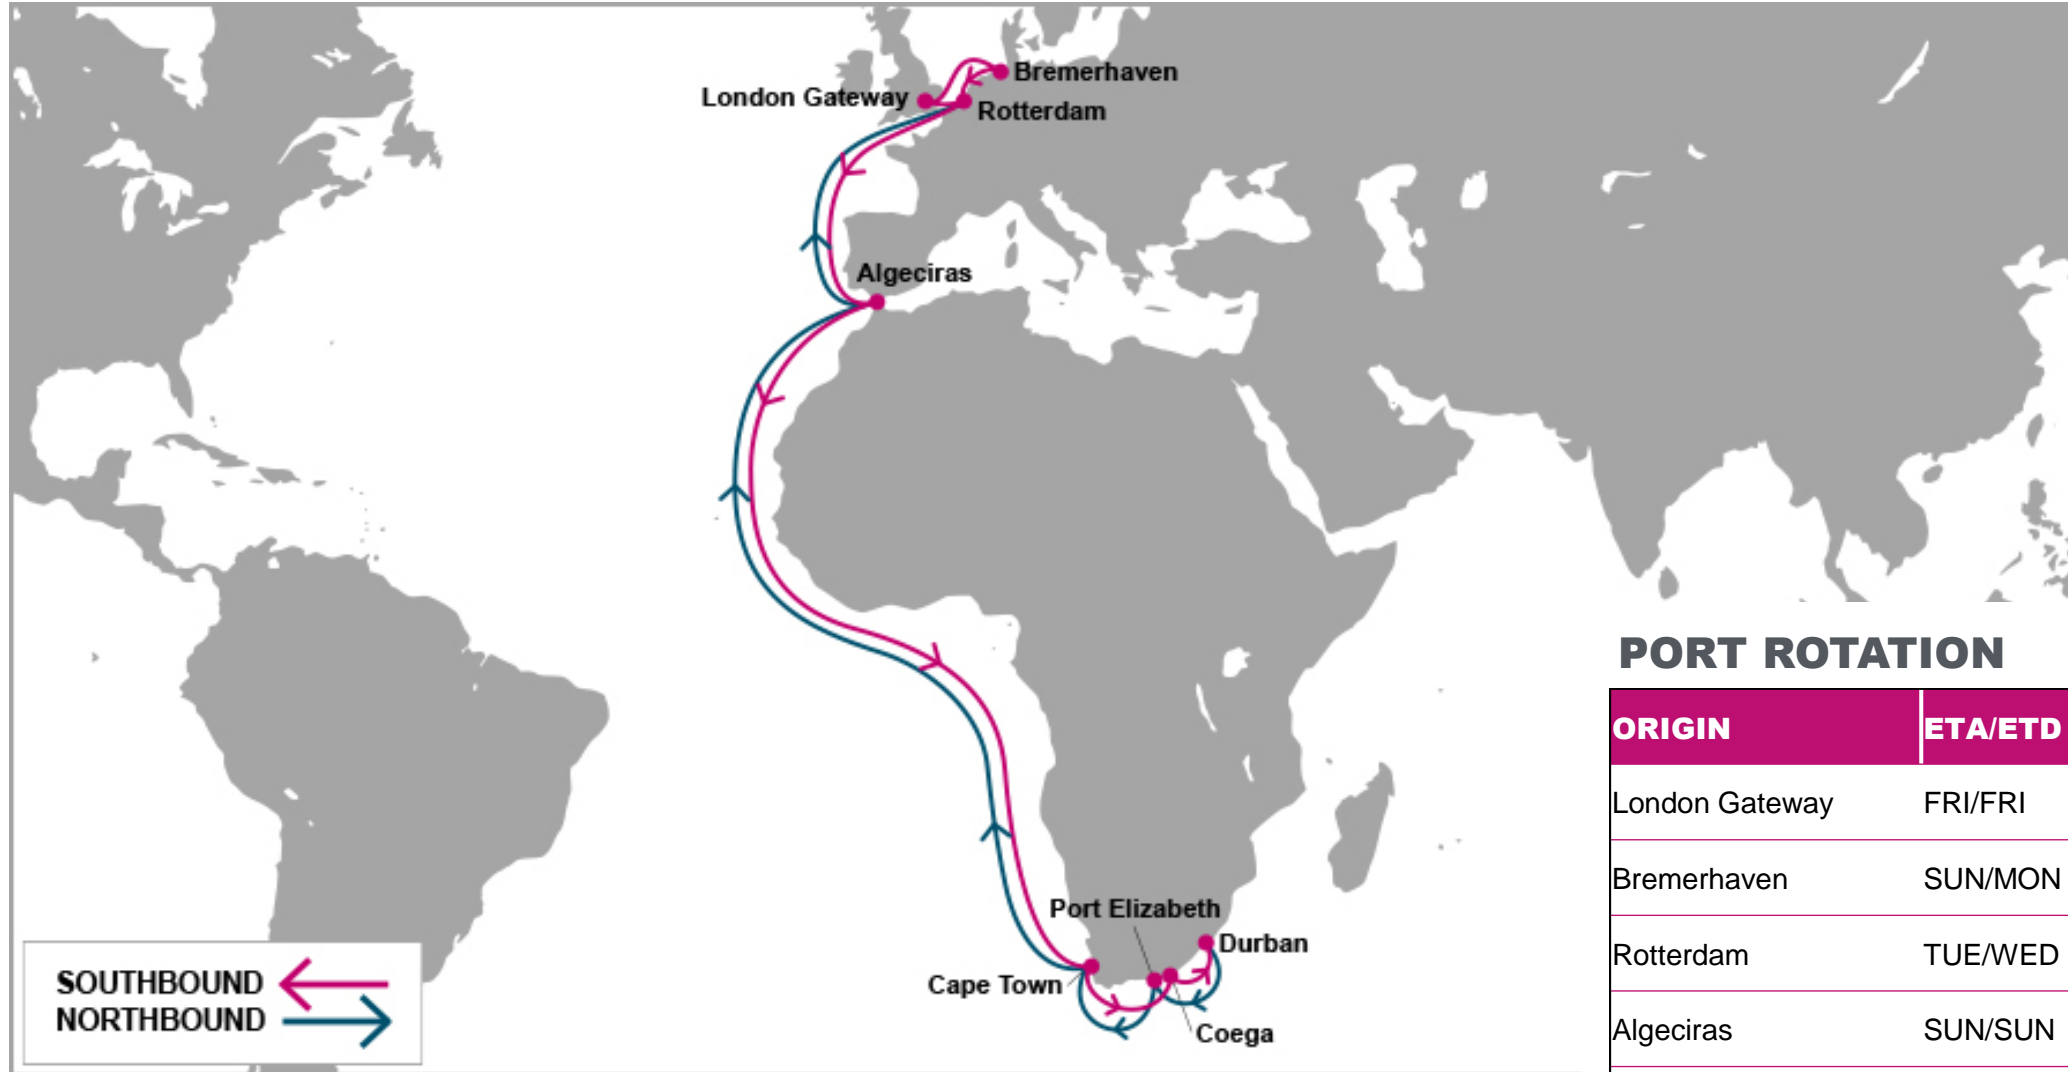 Bremerhaven
London Gateway
Rotterdam
Algeciras
Port Elizabeth
Durban
Cape Town
Coega
SOUTHBOUND
NORTHBOUND
PORT ROTATION
ORIGIN ETA/ETD
London Gateway FRI/FRI
Bremerhaven SUN/MON
Rotterdam TUE/WED
Algeciras SUN/SUN